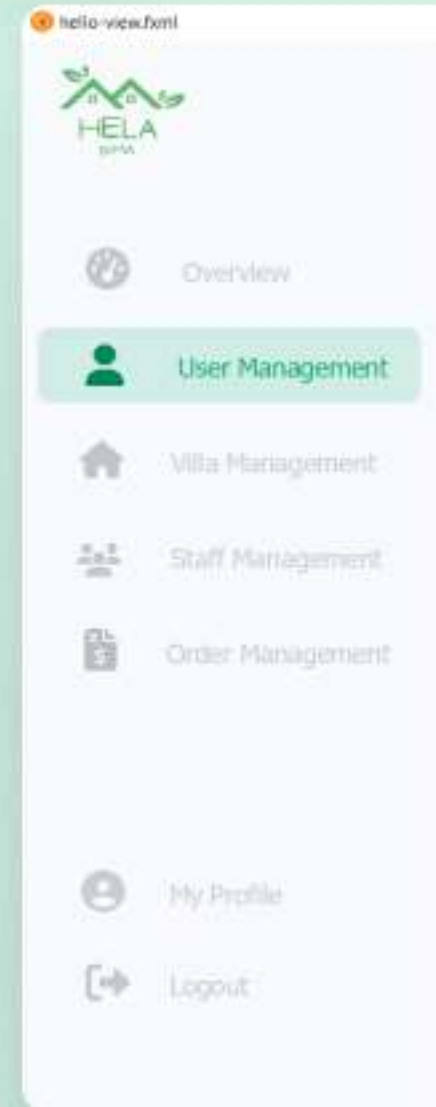 hello-view.fxml
HELA
Overview
User Management
Villa Management
Staff Management
Order Management
My Profile
Logout